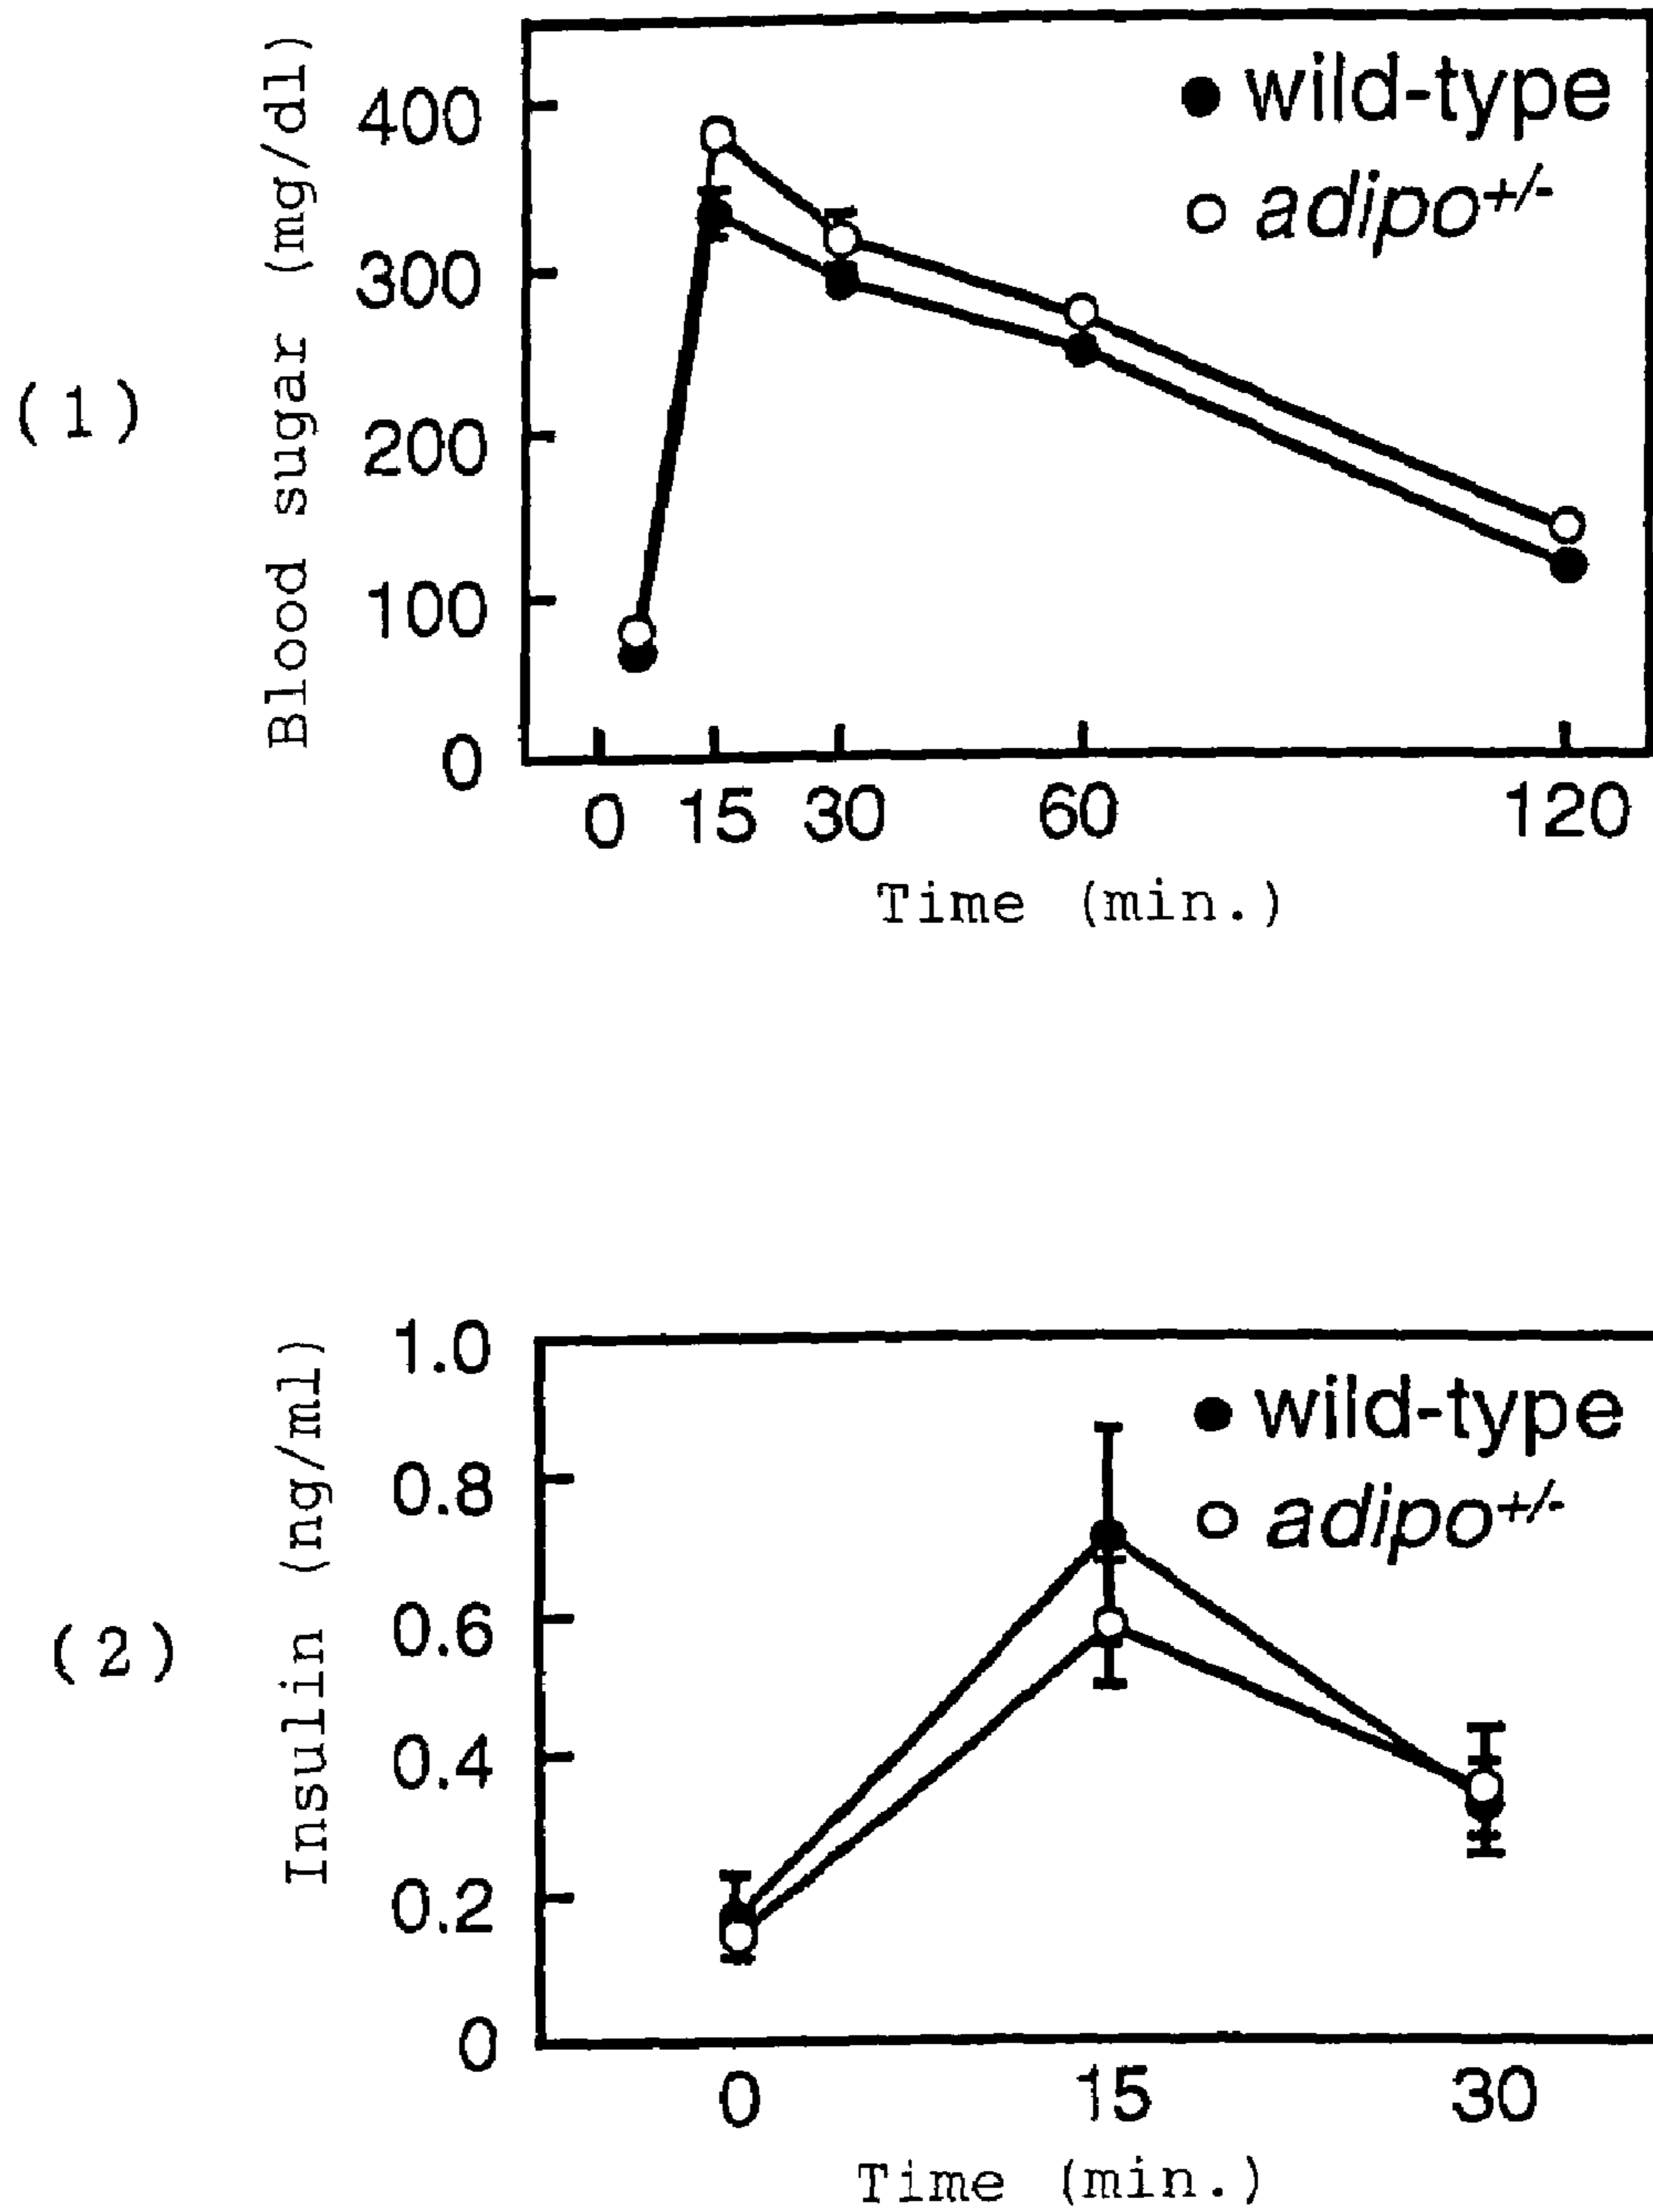 (1)
Blood sugar (mg/dl)
400
300
200
100
0
● wild-type
○ adipo+/-
0 15 30 60 120
Time (min.)
(2)
Insulin (ng/ml)
1.0
0.8
0.6
0.4
0.2
0
● wild-type
○ adipo+/-
0 15 30
Time (min.)